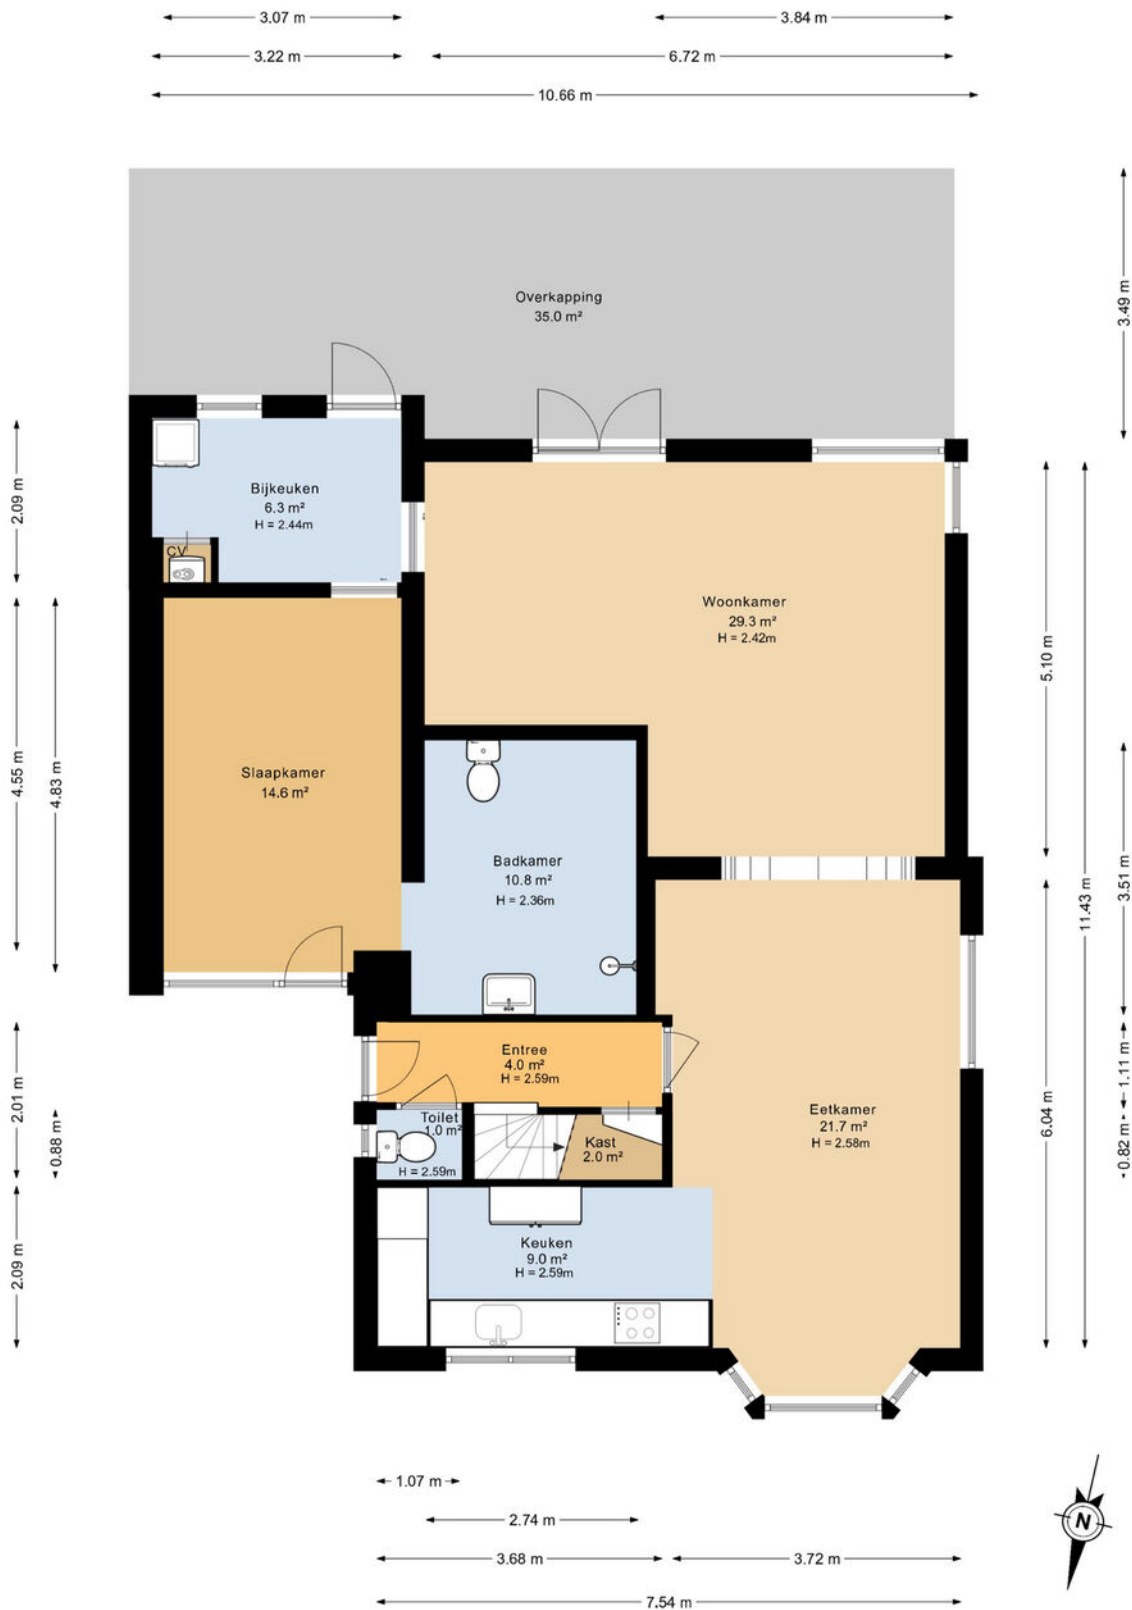 3.07 m
3.84 m
3.22 m
6.72 m
10.66 m
3.49 m
Overkapping
35.0 m²
2.09 m
Bijkeuken
6.3 m²
H = 2.44m
CV
Woonkamer
29.3 m²
H = 2.42m
5.10 m
4.55 m
4.83 m
Slaapkamer
14.6 m²
Badkamer
10.8 m²
H = 2.36m
3.51 m
11.43 m
Entree
4.0 m²
H = 2.59m
2.01 m
0.88 m
Toilet
1.0 m²
H = 2.59m
Kast
2.0 m²
Eetkamer
21.7 m²
H = 2.58m
6.04 m
1.11 m
0.82 m
2.09 m
Keuken
9.0 m²
H = 2.59m
1.07 m
2.74 m
3.68 m
3.72 m
7.54 m
N